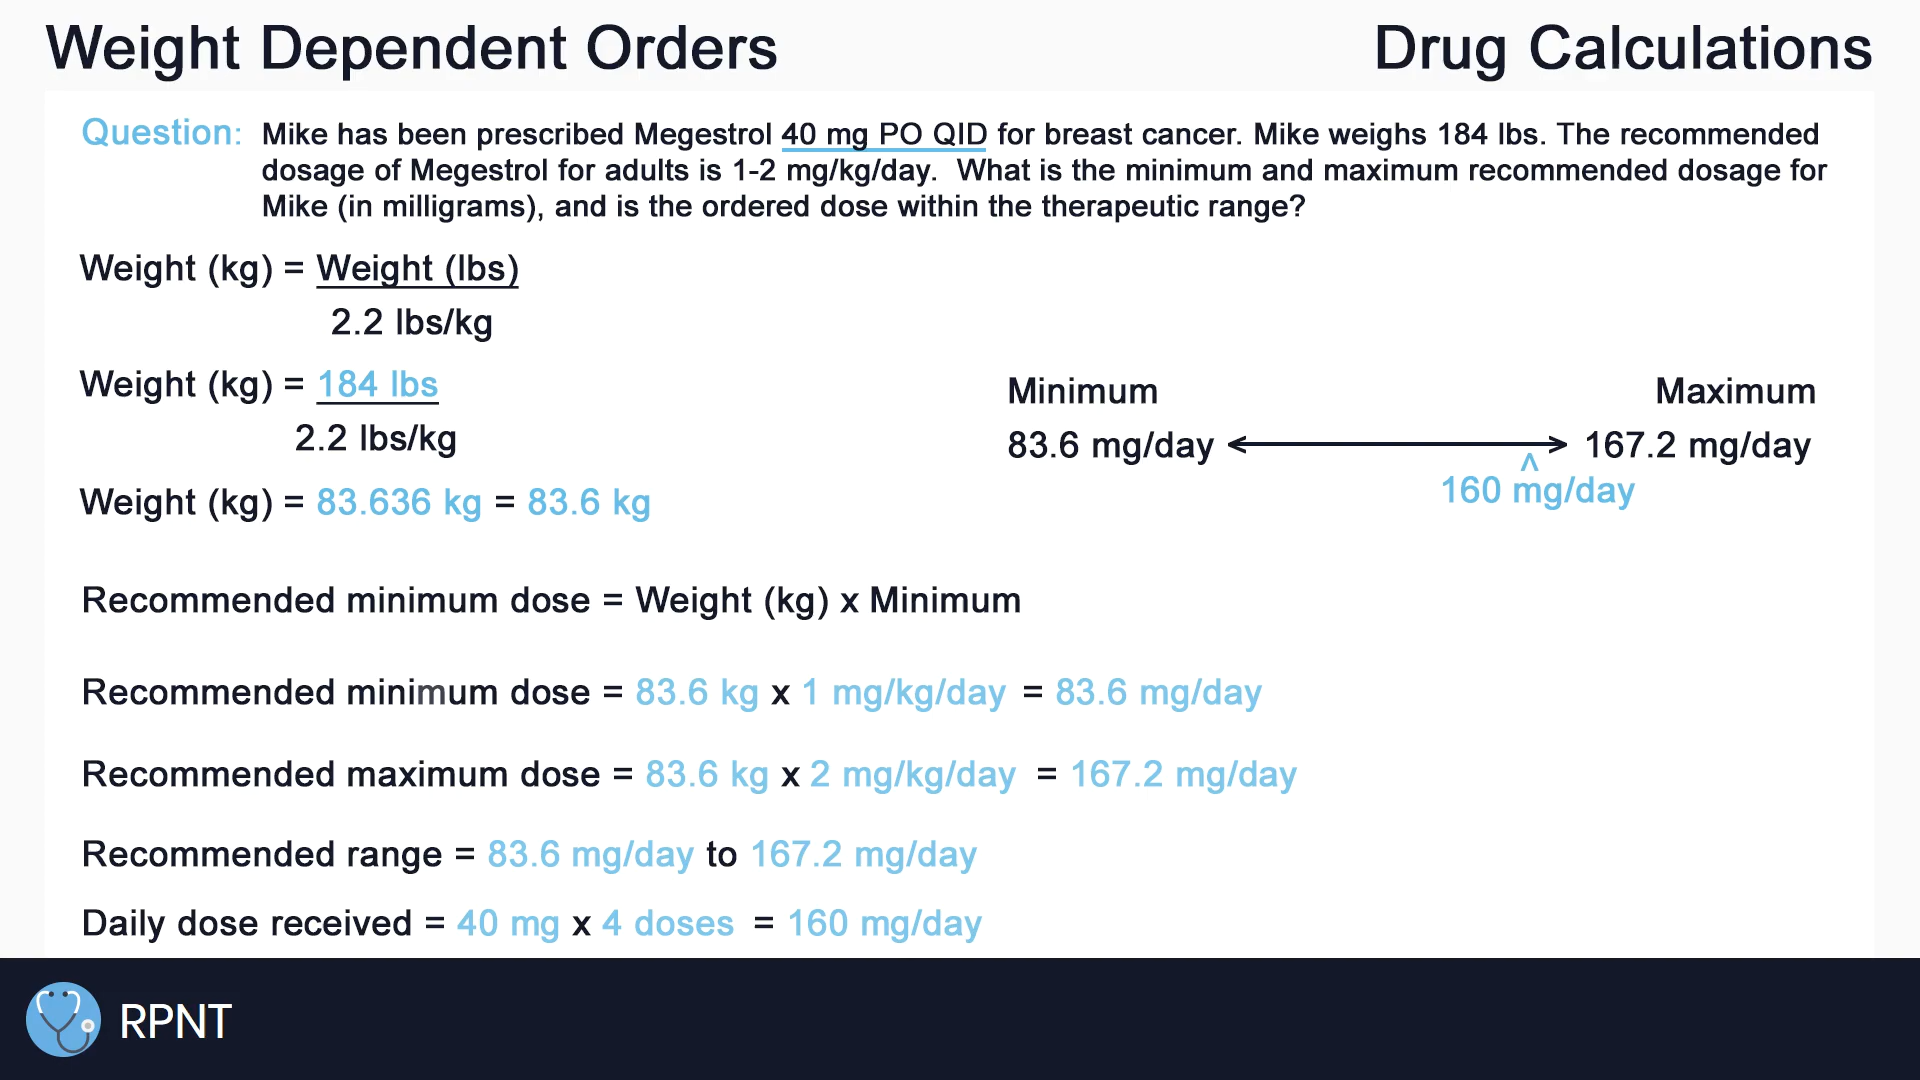 Weight Dependent Orders
Drug Calculations
Question: Mike has been prescribed Megestrol 40 mg PO QID for breast cancer. Mike weighs 184 lbs. The recommended
dosage of Megestrol for adults is 1-2 mg/kg/day. What is the minimum and maximum recommended dosage for
Mike (in milligrams), and is the ordered dose within the therapeutic range?
Weight (kg) = Weight (lbs)
2.2 lbs/kg
Weight (kg) = 184 lbs
2.2 lbs/kg
Weight (kg) = 83.636 kg = 83.6 kg
Minimum Maximum
83.6 mg/day 167.2 mg/day
^
160 mg/day
Recommended minimum dose = Weight (kg) x Minimum
Recommended minimum dose = 83.6 kg x 1 mg/kg/day = 83.6 mg/day
Recommended maximum dose = 83.6 kg x 2 mg/kg/day = 167.2 mg/day
Recommended range = 83.6 mg/day to 167.2 mg/day
Daily dose received = 40 mg x 4 doses = 160 mg/day
RPNT